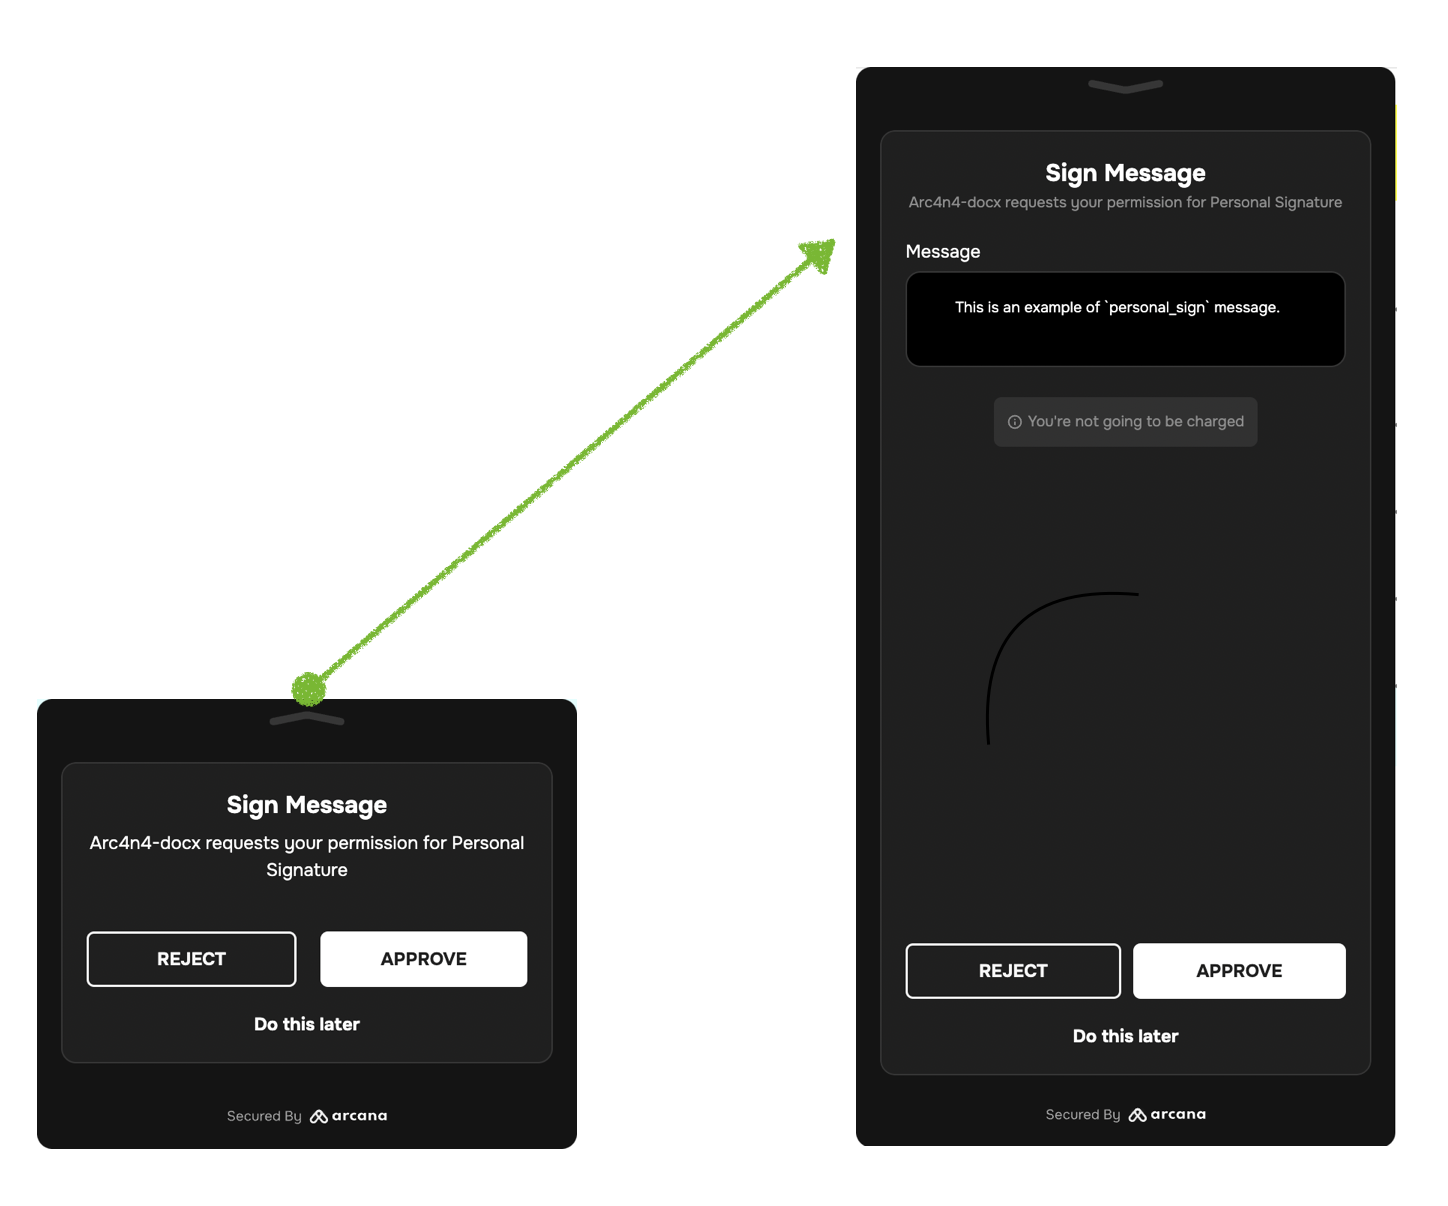 Sign Message
Arc4n4-docx requests your permission for Personal
Signature
REJECT
APPROVE
Do this later
Secured By arcana
Sign Message
Arc4n4-docx requests your permission for Personal Signature
Message
This is an example of `personal_sign` message.
You're not going to be charged
REJECT
APPROVE
Do this later
Secured By arcana